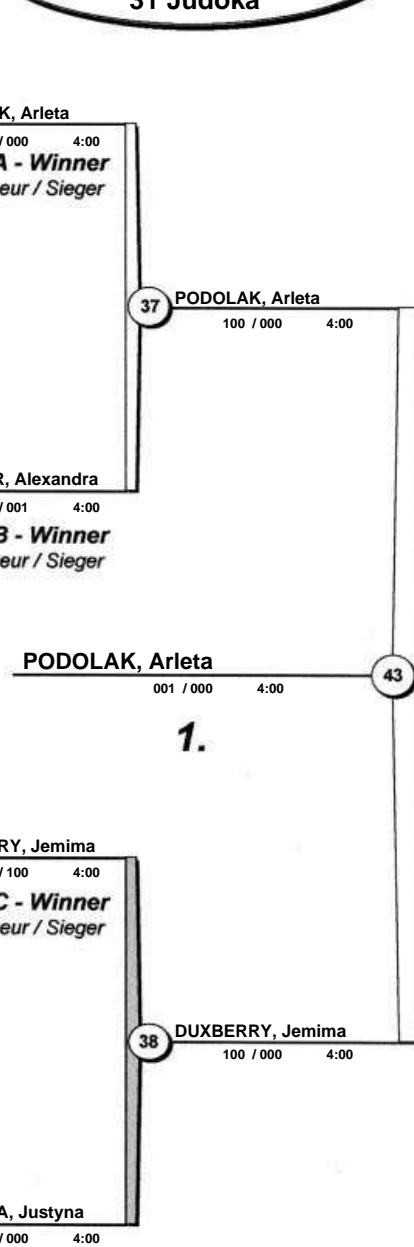 31 Judoka
K, Arleta
/ 000 4:00
A - Winner
eur / Sieger
37
PODOLAK, Arleta
100 / 000 4:00
R, Alexandra
/ 001 4:00
B - Winner
eur / Sieger
PODOLAK, Arleta
001 / 000 4:00
43
1.
RY, Jemima
/ 100 4:00
C - Winner
eur / Sieger
38
DUXBERRY, Jemima
100 / 000 4:00
A, Justyna
/ 000 4:00